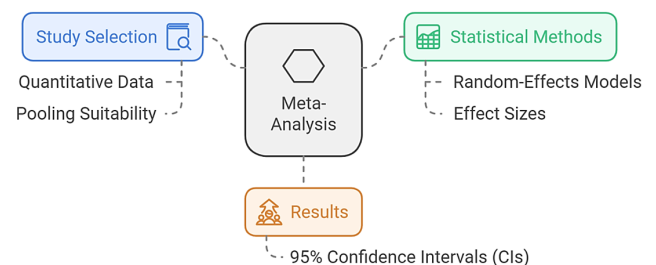 Study Selection
Quantitative Data
Pooling Suitability
Meta-
Analysis
Statistical Methods
Random-Effects Models
Effect Sizes
Results
95% Confidence Intervals (CIs)